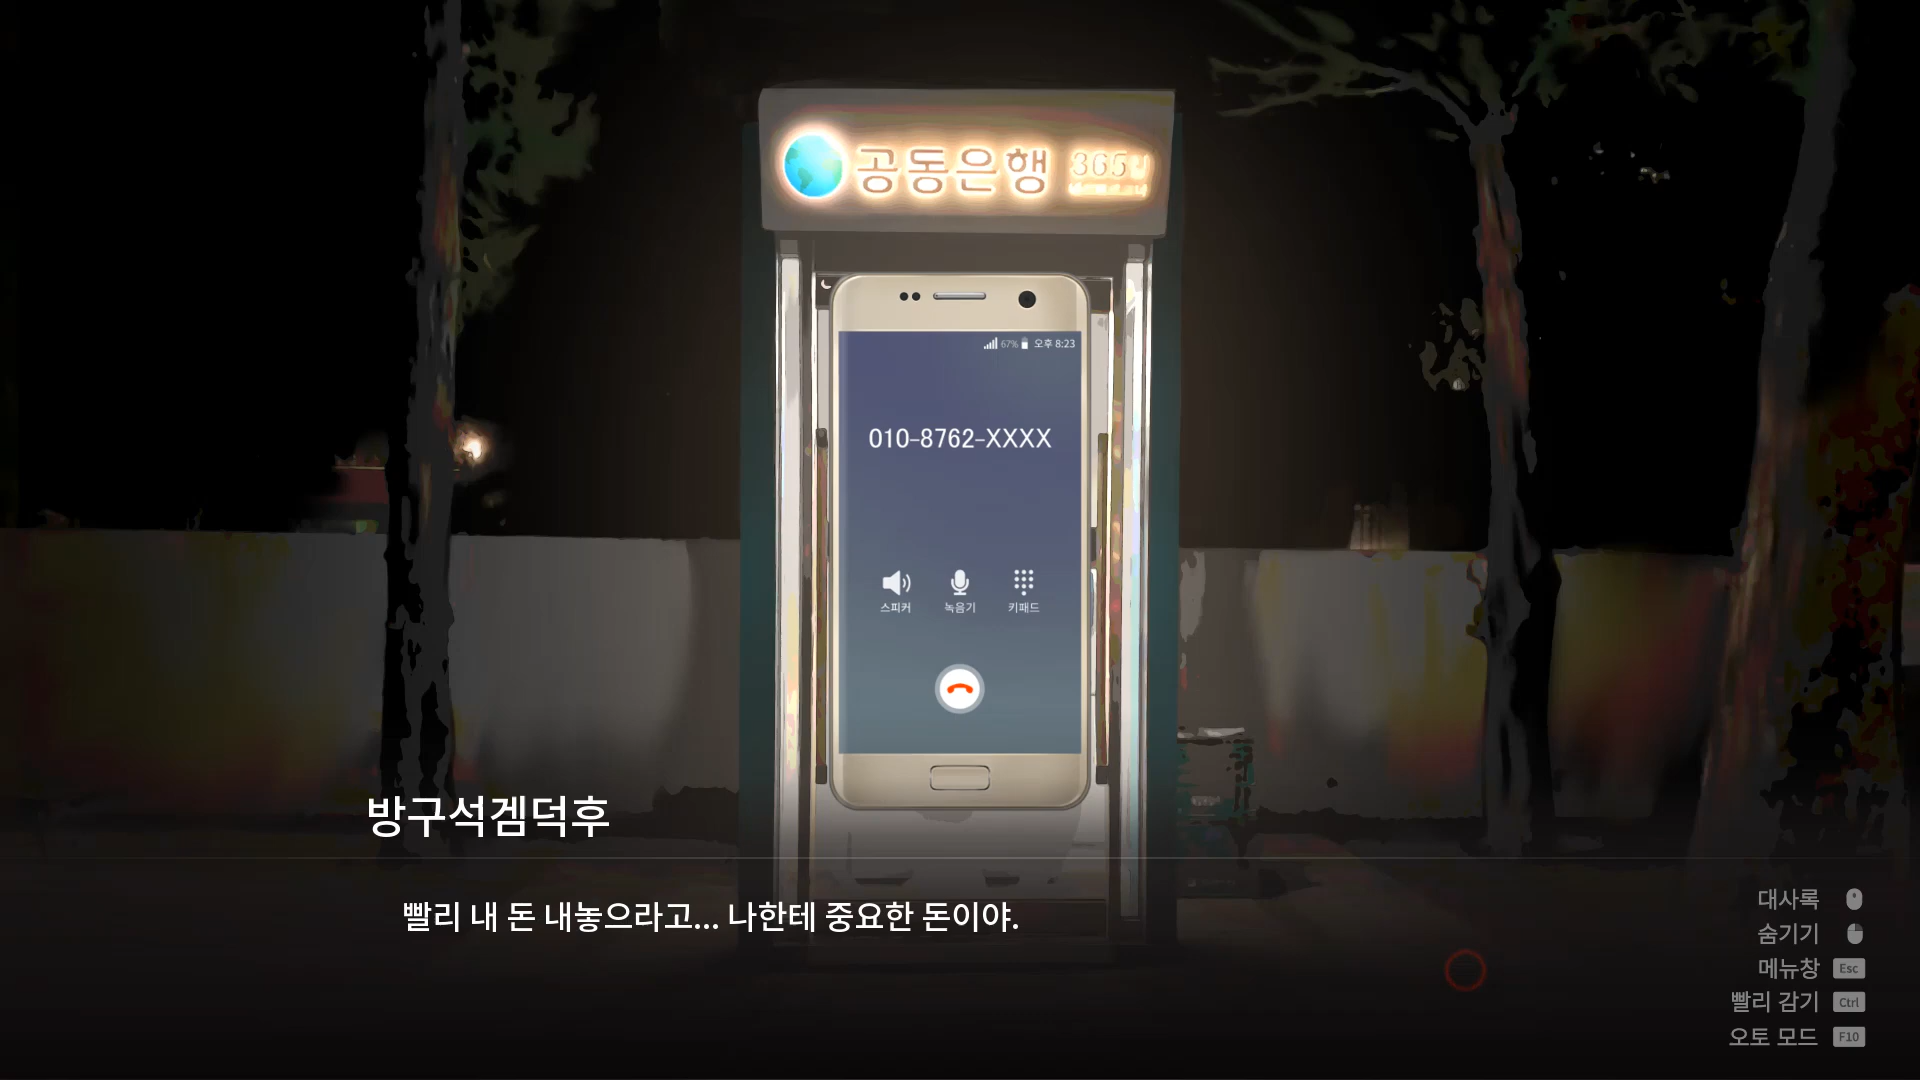 공동은행 365
67% 오후 8:23
010-8762-XXXX
스피커 녹음기 키패드
방구석겜덕후
빨리 내 돈 내놓으라고... 나한테 중요한 돈이야.
대사록
숨기기
메뉴창 Esc
빨리 감기 Ctrl
오토 모드 F10